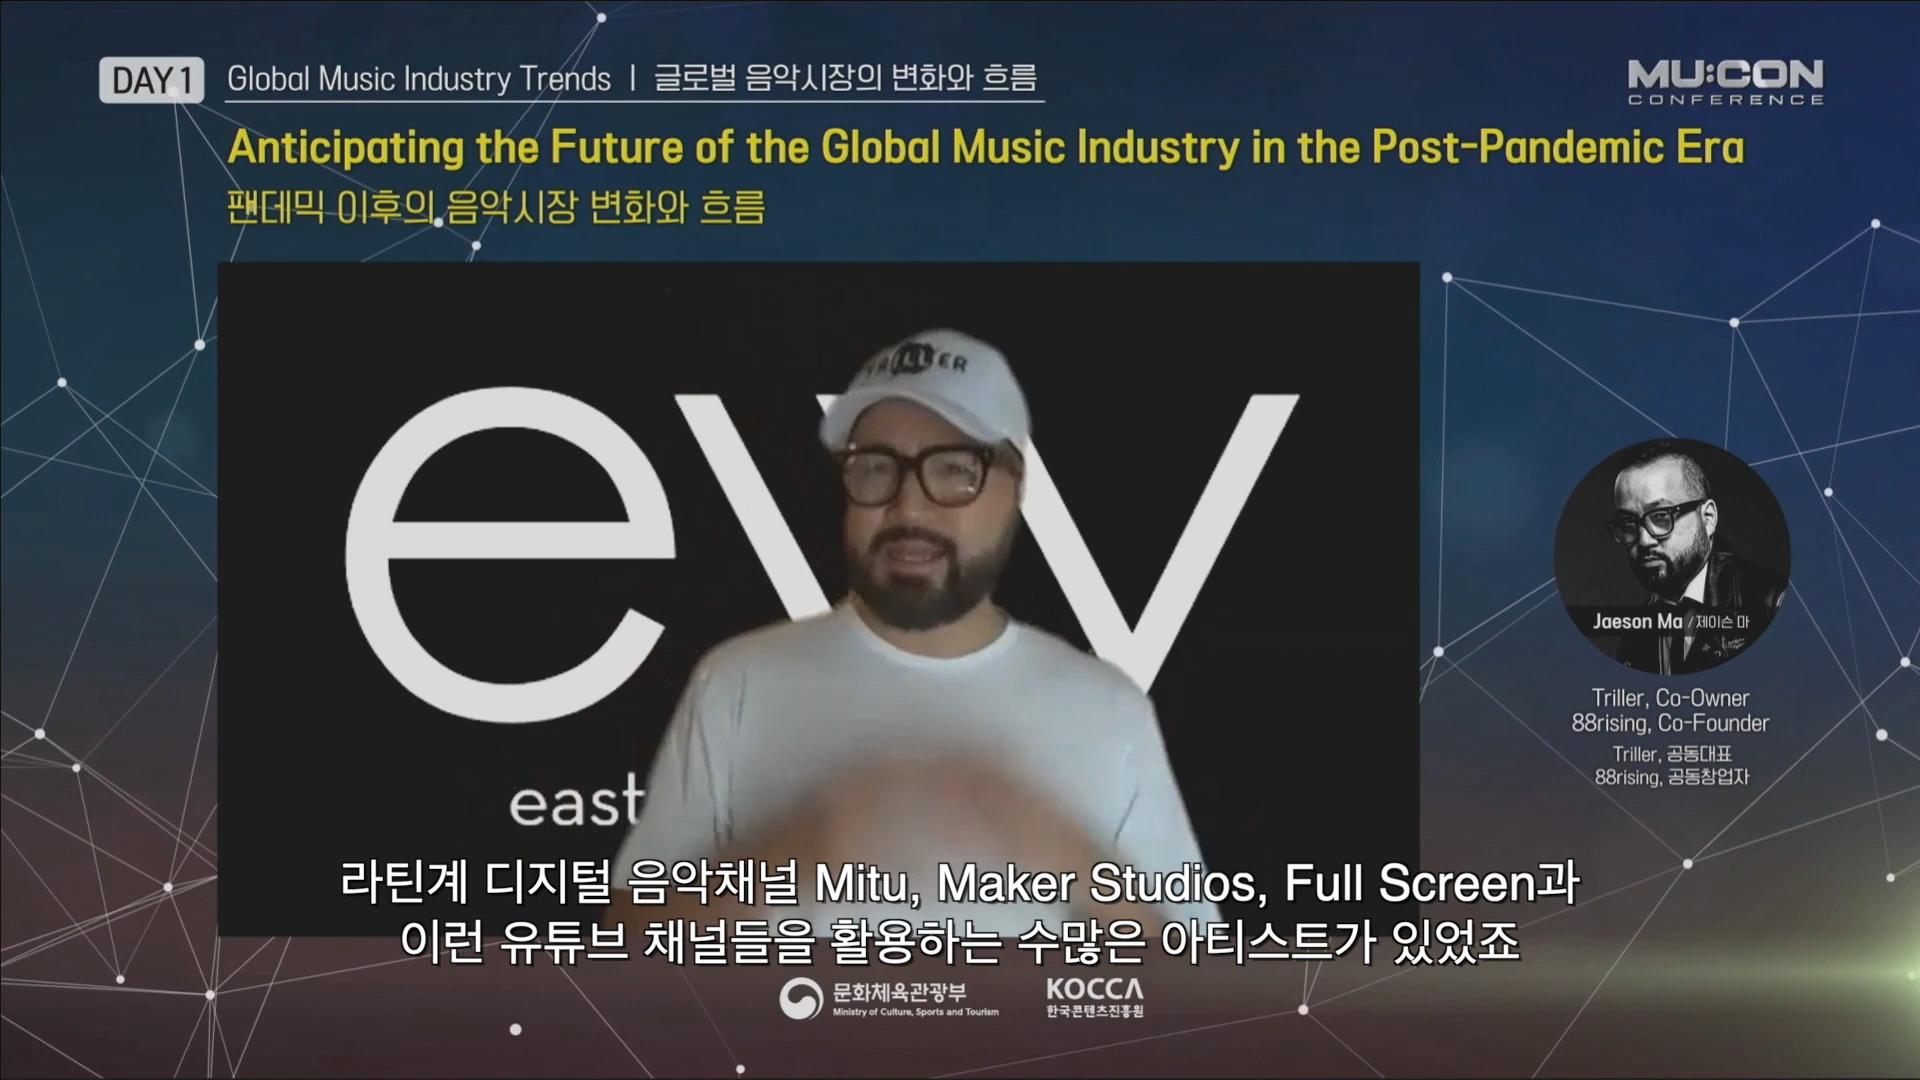 DAY 1
Global Music Industry Trends | 글로벌 음악시장의 변화와 흐름
MU:CON
CONFERENCE
Anticipating the Future of the Global Music Industry in the Post-Pandemic Era
팬데믹 이후의 음악시장 변화와 흐름
TRILLER
evy
east
Jaeson Ma / 제이슨 마
Triller, Co-Owner
88rising, Co-Founder
Triller, 공동대표
88rising, 공동창업자
라틴계 디지털 음악채널 Mitu, Maker Studios, Full Screen과
이런 유튜브 채널들을 활용하는 수많은 아티스트가 있었죠
문화체육관광부
Ministry of Culture, Sports and Tourism
KOCCA
한국콘텐츠진흥원